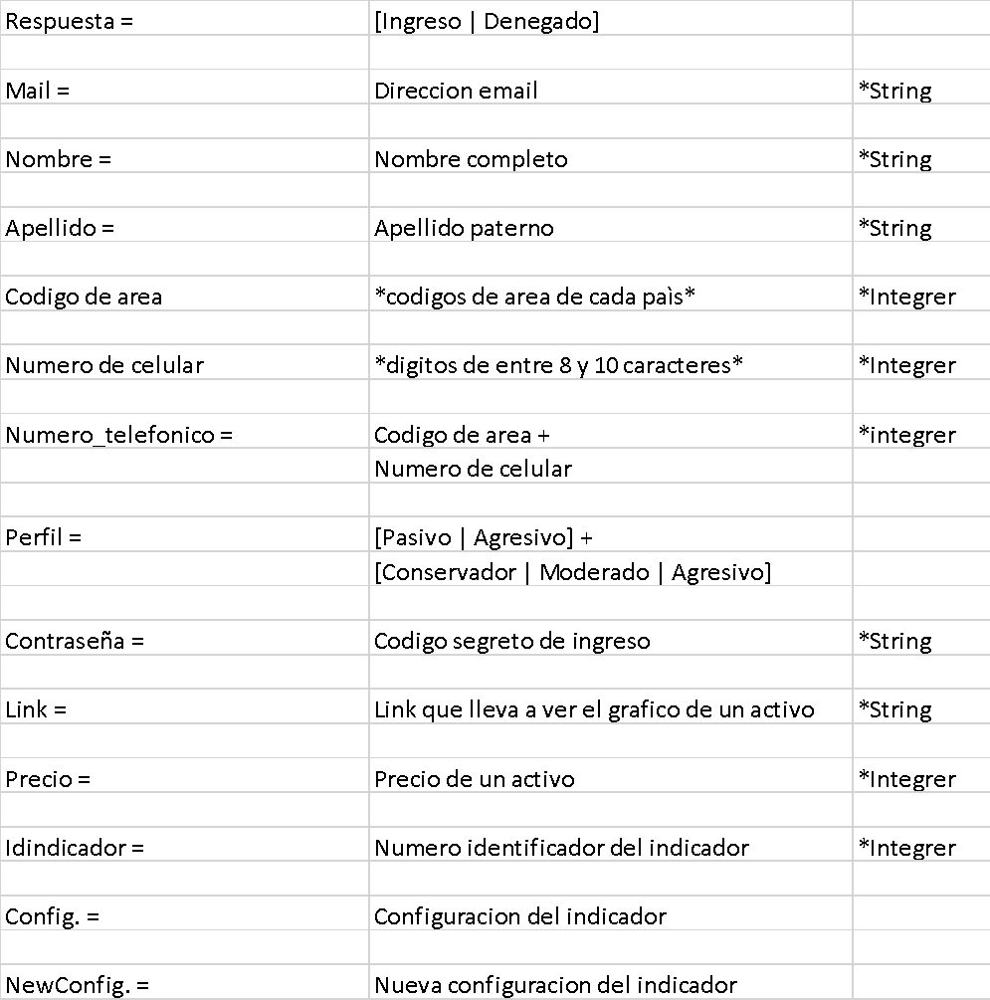 Respuesta = [Ingreso | Denegado]
Mail = Direccion email *String
Nombre = Nombre completo *String
Apellido = Apellido paterno *String
Codigo de area *codigos de area de cada paìs* *Integrer
Numero de celular *digitos de entre 8 y 10 caracteres* *Integrer
Numero_telefonico = Codigo de area + *integrer
Numero de celular
Perfil = [Pasivo | Agresivo] +
[Conservador | Moderado | Agresivo]
Contraseña = Codigo segreto de ingreso *String
Link = Link que lleva a ver el grafico de un activo *String
Precio = Precio de un activo *Integrer
Idindicador = Numero identificador del indicador *Integrer
Config. = Configuracion del indicador
NewConfig. = Nueva configuracion del indicador